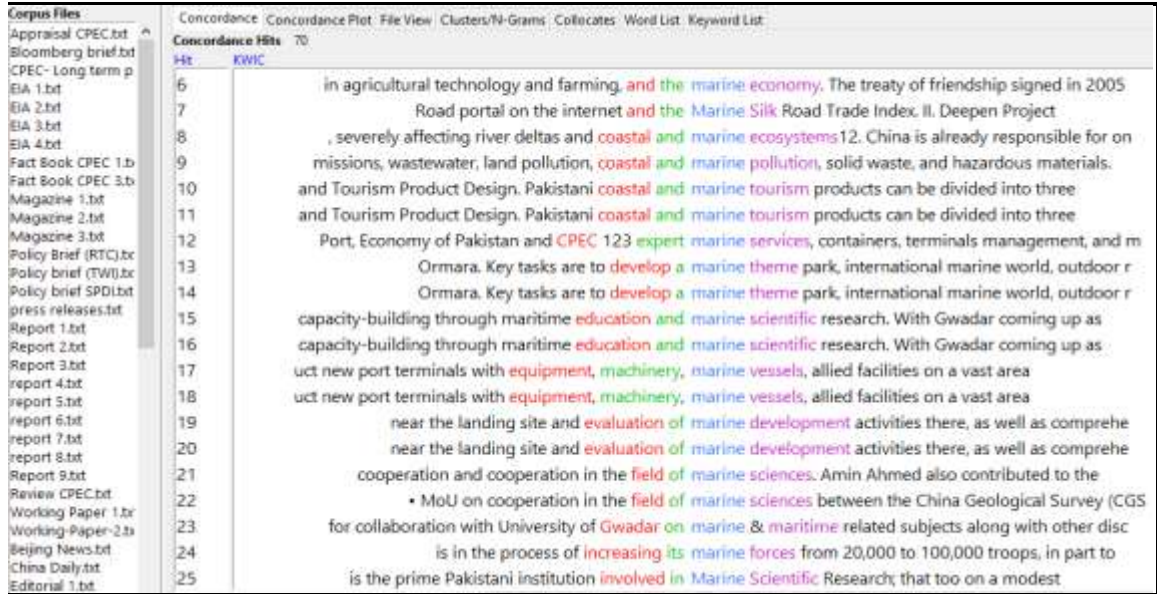 Corpus Files
Appraisal CPEC.txt
Bloomberg brief.txt
CPEC- Long term p
EIA 1.txt
EIA 2.txt
EIA 3.txt
EIA 4.txt
Fact Book CPEC 1.b
Fact Book CPEC 3.b
Magazine 1.txt
Magazine 2.txt
Magazine 3.txt
Policy Brief (RTC).tx
Policy brief (TWI).tx
Policy brief SPDI.txt
press releases.txt
Report 1.txt
Report 2.txt
Report 3.txt
report 4.txt
report 5.txt
report 6.txt
report 7.txt
report 8.txt
Report 9.txt
Review CPEC.txt
Working Paper 1.tx
Working-Paper-2.tx
Beijing News.txt
China Daily.txt
Editorial 1.txt
Concordance Concordance Plot File View Clusters/N-Grams Collocates Word List Keyword List
Concordance Hits 70
Hit KWIC
6 in agricultural technology and farming, and the marine economy. The treaty of friendship signed in 2005
7 Road portal on the internet and the Marine Silk Road Trade Index. II. Deepen Project
8 , severely affecting river deltas and coastal and marine ecosystems12. China is already responsible for on
9 missions, wastewater, land pollution, coastal and marine pollution, solid waste, and hazardous materials.
10 and Tourism Product Design. Pakistani coastal and marine tourism products can be divided into three
11 and Tourism Product Design. Pakistani coastal and marine tourism products can be divided into three
12 Port, Economy of Pakistan and CPEC 123 expert marine services, containers, terminals management, and m
13 Ormara. Key tasks are to develop a marine theme park, international marine world, outdoor r
14 Ormara. Key tasks are to develop a marine theme park, international marine world, outdoor r
15 capacity-building through maritime education and marine scientific research. With Gwadar coming up as
16 capacity-building through maritime education and marine scientific research. With Gwadar coming up as
17 uct new port terminals with equipment, machinery, marine vessels, allied facilities on a vast area
18 uct new port terminals with equipment, machinery, marine vessels, allied facilities on a vast area
19 near the landing site and evaluation of marine development activities there, as well as comprehe
20 near the landing site and evaluation of marine development activities there, as well as comprehe
21 cooperation and cooperation in the field of marine sciences. Amin Ahmed also contributed to the
22 • MoU on cooperation in the field of marine sciences between the China Geological Survey (CGS
23 for collaboration with University of Gwadar on marine & maritime related subjects along with other disc
24 is in the process of increasing its marine forces from 20,000 to 100,000 troops, in part to
25 is the prime Pakistani institution involved in Marine Scientific Research; that too on a modest